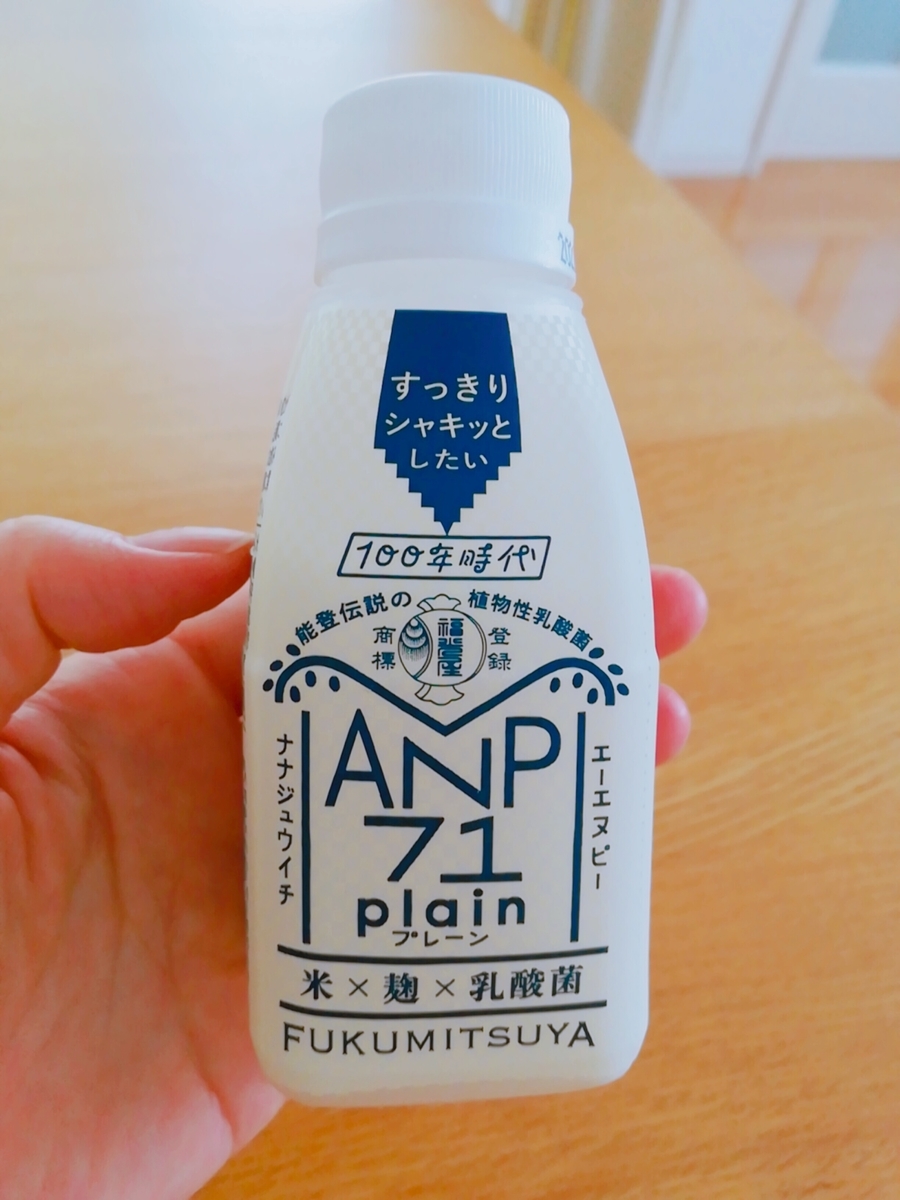 すっきり
シャキッと
したい
100年時代
能登伝説の
植物性乳酸菌
商標
登録
ANP
71
plain
プレーン
ナナジュウイチ
エーエヌピー
米×麹×乳酸菌
FUKUMITSUYA